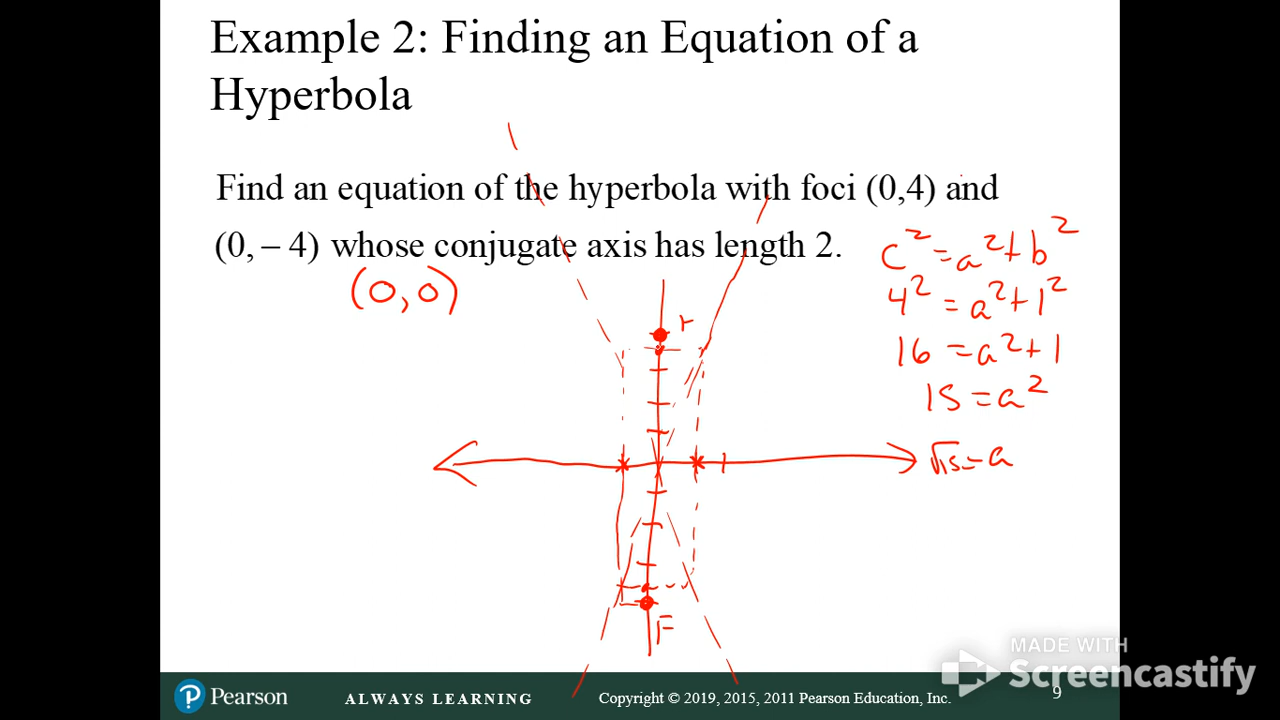 Example 2: Finding an Equation of a
Hyperbola
Find an equation of the hyperbola with foci (0,4) and
(0, – 4) whose conjugate axis has length 2.
(0,0)
c² = a² + b²
4² = a² + 1²
16 = a² + 1
15 = a²
√15 = a
F
F
MADE WITH
Screencastify
Pearson
ALWAYS LEARNING
Copyright © 2019, 2015, 2011 Pearson Education, Inc.
9